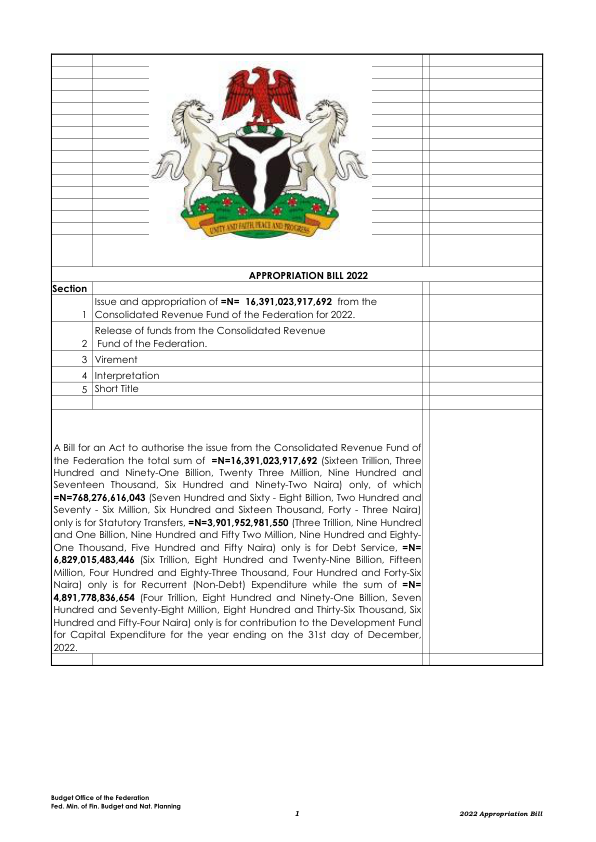 UNITY AND FAITH, PEACE AND PROGRESS
APPROPRIATION BILL 2022
Section
1 Issue and appropriation of =N= 16,391,023,917,692 from the
Consolidated Revenue Fund of the Federation for 2022.
2 Release of funds from the Consolidated Revenue
Fund of the Federation.
3 Virement
4 Interpretation
5 Short Title
A Bill for an Act to authorise the issue from the Consolidated Revenue Fund of
the Federation the total sum of =N=16,391,023,917,692 (Sixteen Trillion, Three
Hundred and Ninety-One Billion, Twenty Three Million, Nine Hundred and
Seventeen Thousand, Six Hundred and Ninety-Two Naira) only, of which
=N=768,276,616,043 (Seven Hundred and Sixty - Eight Billion, Two Hundred and
Seventy - Six Million, Six Hundred and Sixteen Thousand, Forty - Three Naira)
only is for Statutory Transfers, =N=3,901,952,981,550 (Three Trillion, Nine Hundred
and One Billion, Nine Hundred and Fifty Two Million, Nine Hundred and Eighty-
One Thousand, Five Hundred and Fifty Naira) only is for Debt Service, =N=
6,829,015,483,446 (Six Trillion, Eight Hundred and Twenty-Nine Billion, Fifteen
Million, Four Hundred and Eighty-Three Thousand, Four Hundred and Forty-Six
Naira) only is for Recurrent (Non-Debt) Expenditure while the sum of =N=
4,891,778,836,654 (Four Trillion, Eight Hundred and Ninety-One Billion, Seven
Hundred and Seventy-Eight Million, Eight Hundred and Thirty-Six Thousand, Six
Hundred and Fifty-Four Naira) only is for contribution to the Development Fund
for Capital Expenditure for the year ending on the 31st day of December,
2022.
Budget Office of the Federation
Fed. Min. of Fin. Budget and Nat. Planning
1
2022 Appropriation Bill